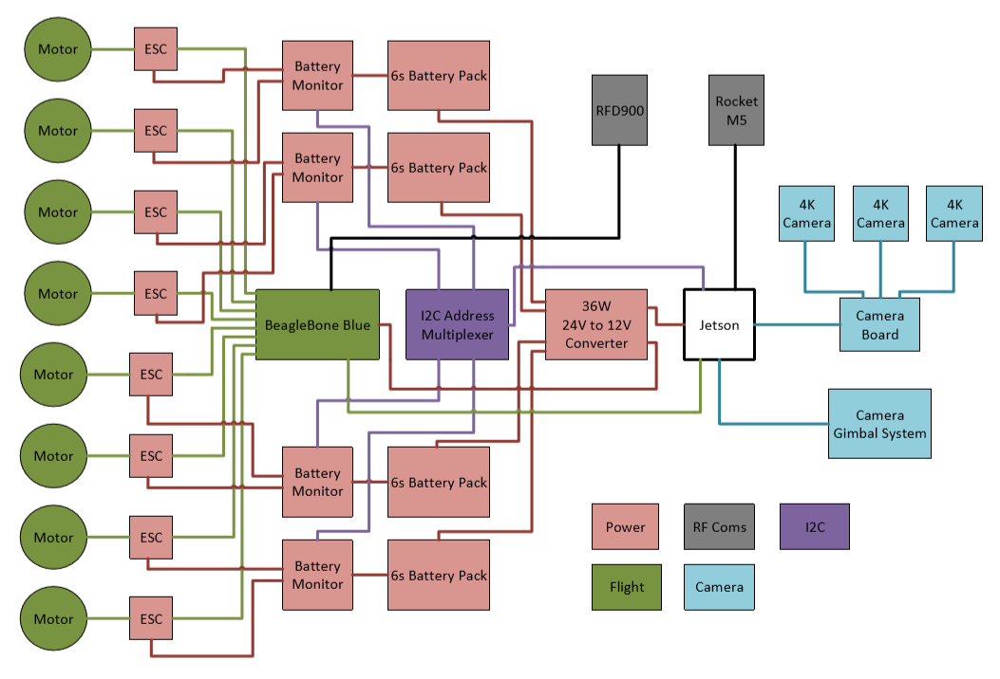 Motor
ESC
Battery
Monitor
6s Battery Pack
RFD900
Rocket
M5
Motor
ESC
Battery
Monitor
6s Battery Pack
Motor
ESC
4K
Camera
4K
Camera
4K
Camera
Motor
ESC
BeagleBone Blue
I2C Address
Multiplexer
36W
24V to 12V
Converter
Jetson
Camera
Board
Motor
ESC
Camera
Gimbal System
Motor
ESC
Battery
Monitor
6s Battery Pack
Motor
ESC
Power
RF Coms
I2C
Battery
Monitor
6s Battery Pack
Flight
Camera
Motor
ESC